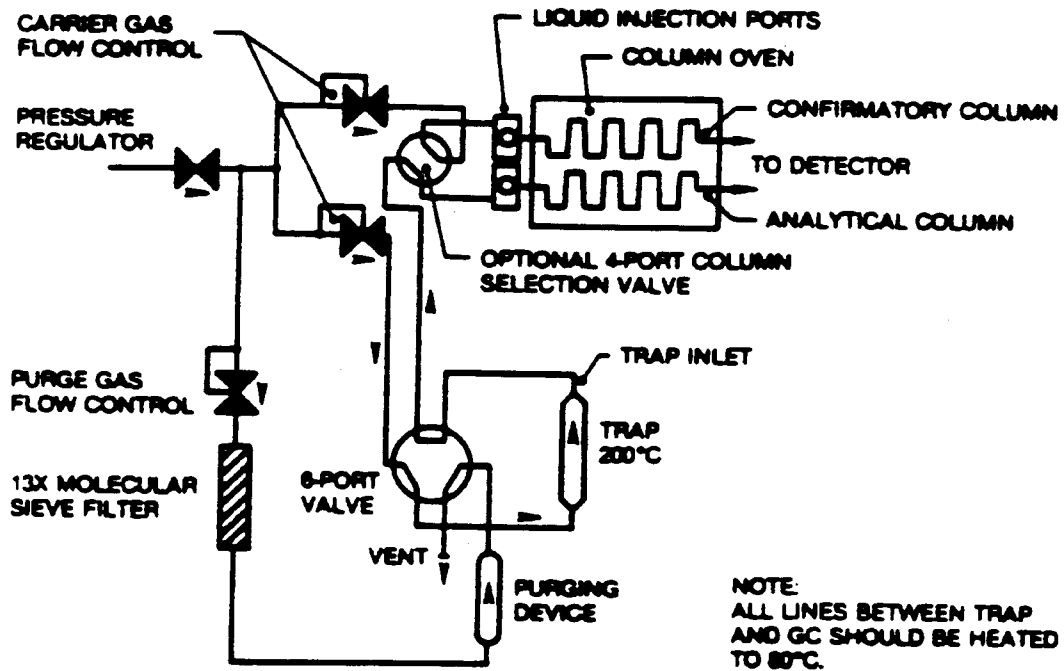 CARRIER GAS
FLOW CONTROL
LIQUID INJECTION PORTS
COLUMN OVEN
PRESSURE
REGULATOR
CONFIRMATORY COLUMN
TO DETECTOR
ANALYTICAL COLUMN
OPTIONAL 4-PORT COLUMN
SELECTION VALVE
TRAP INLET
PURGE GAS
FLOW CONTROL
TRAP
200°C
6-PORT
VALVE
13X MOLECULAR
SIEVE FILTER
VENT
PURGING
DEVICE
NOTE:
ALL LINES BETWEEN TRAP
AND GC SHOULD BE HEATED
TO 80°C.